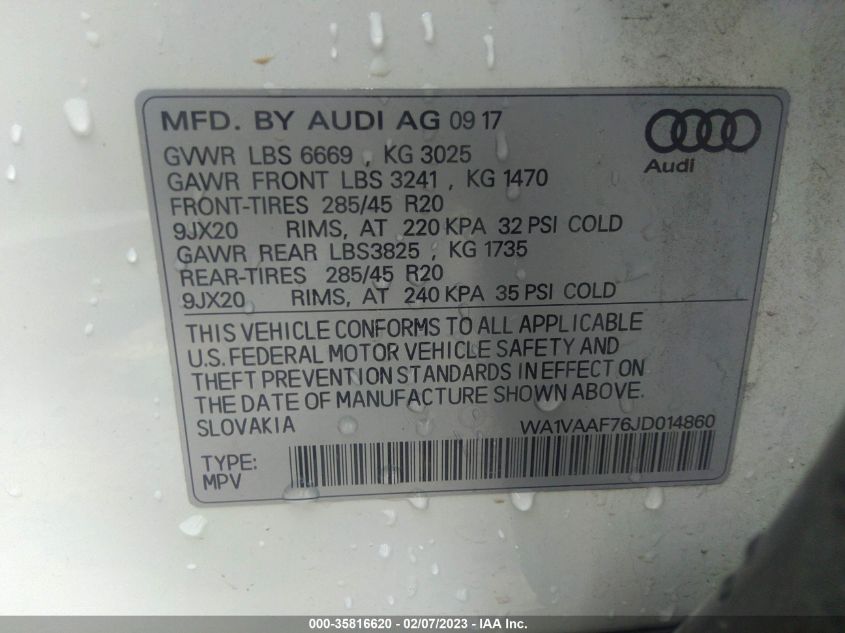 MFD. BY AUDI AG 09 17
Audi
GVWR LBS 6669 , KG 3025
GAWR FRONT LBS 3241 , KG 1470
FRONT-TIRES 285/45 R20
9JX20 RIMS, AT 220 KPA 32 PSI COLD
GAWR REAR LBS3825 , KG 1735
REAR-TIRES 285/45 R20
9JX20 RIMS, AT 240 KPA 35 PSI COLD
THIS VEHICLE CONFORMS TO ALL APPLICABLE
U.S. FEDERAL MOTOR VEHICLE SAFETY AND
THEFT PREVENTION STANDARDS IN EFFECT ON
THE DATE OF MANUFACTURE SHOWN ABOVE.
SLOVAKIA WA1VAAF76JD014860
TYPE:
MPV
000-35816620 - 02/07/2023 - IAA Inc.